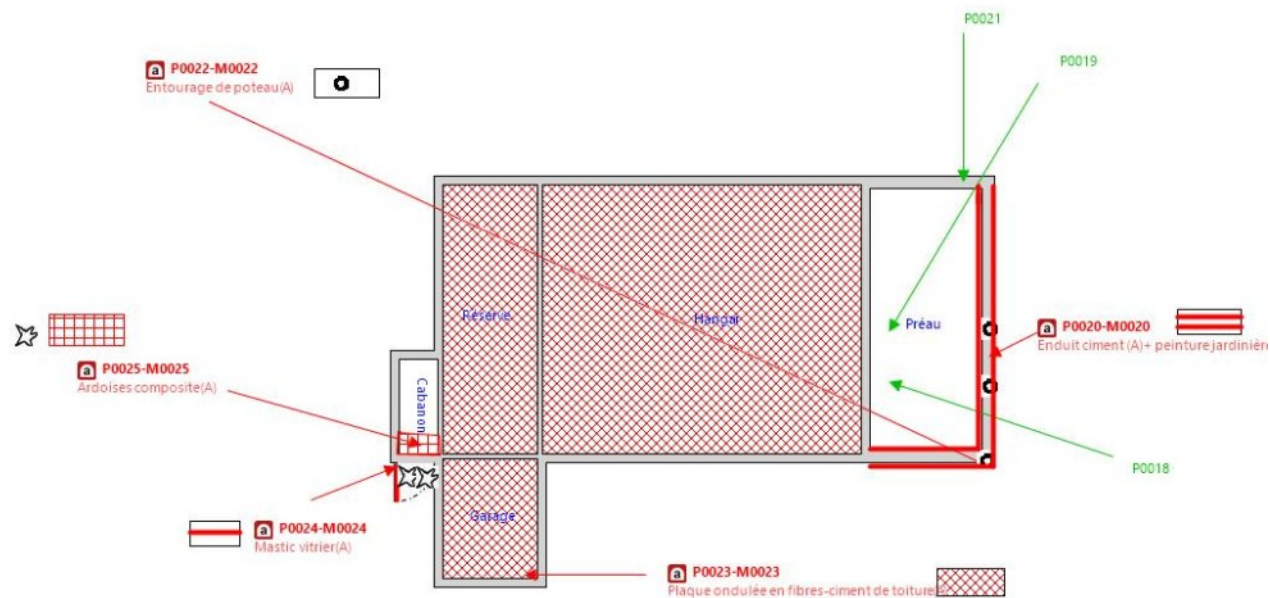 P0021
P0019
a P0022-M0022
Entourage de poteau(A)
Réserve
Hangar
Préau
a P0020-M0020
Enduit ciment (A)+ peinture jardinière
a P0025-M0025
Ardoises composite(A)
Cabanon
P0018
Garage
a P0024-M0024
Mastic vitrier(A)
a P0023-M0023
Plaque ondulée en fibres-ciment de toiture(A)